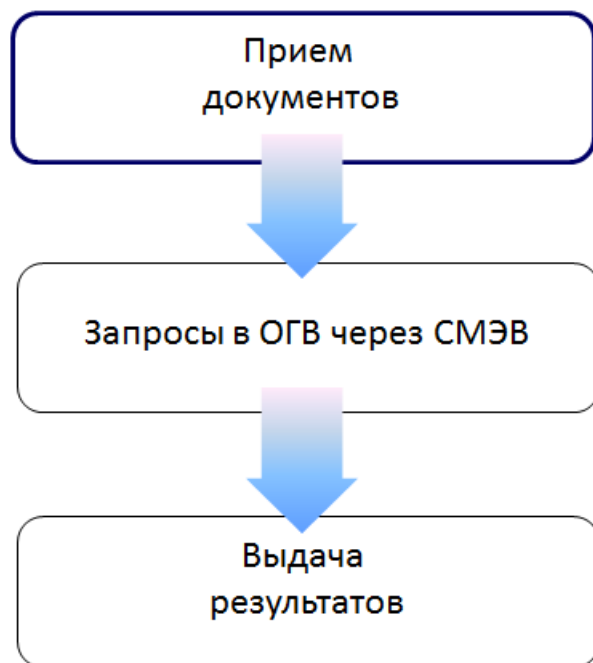 Прием
документов
Запросы в ОГВ через СМЭВ
Выдача
результатов